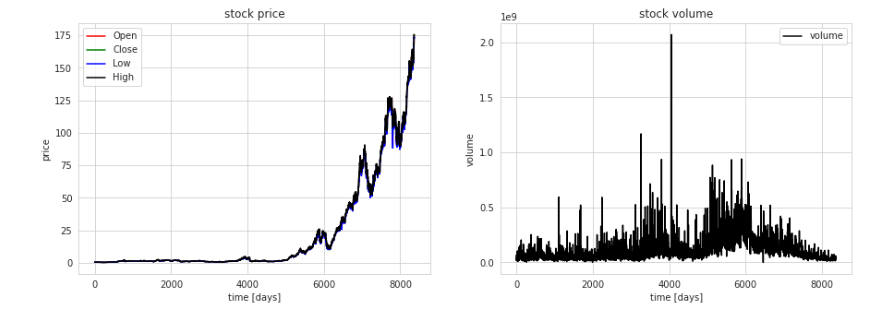 stock price
price
175
150
125
100
75
50
25
0
Open
Close
Low
High
0
2000
4000
6000
8000
time [days]
stock volume
1e9
volume
2.0
1.5
1.0
0.5
0.0
volume
0
2000
4000
6000
8000
time [days]